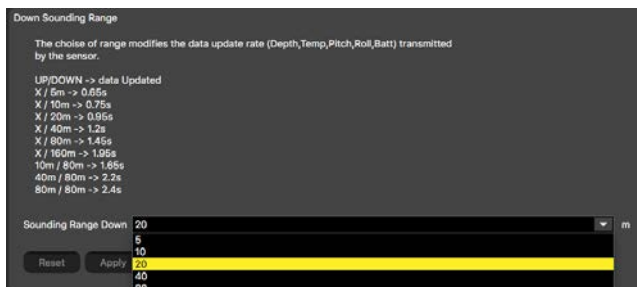 Down Sounding Range
The choise of range modifies the data update rate (Depth,Temp,Pitch,Roll,Batt) transmitted
by the sensor.
UP/DOWN -> data Updated
X / 5m -> 0.65s
X / 10m -> 0.75s
X / 20m -> 0.95s
X / 40m -> 1.2s
X / 80m -> 1.45s
X / 160m -> 1.95s
10m / 80m -> 1.65s
40m / 80m -> 2.2s
80m / 80m -> 2.4s
Sounding Range Down 20 m
5
10
Reset Apply 20
40